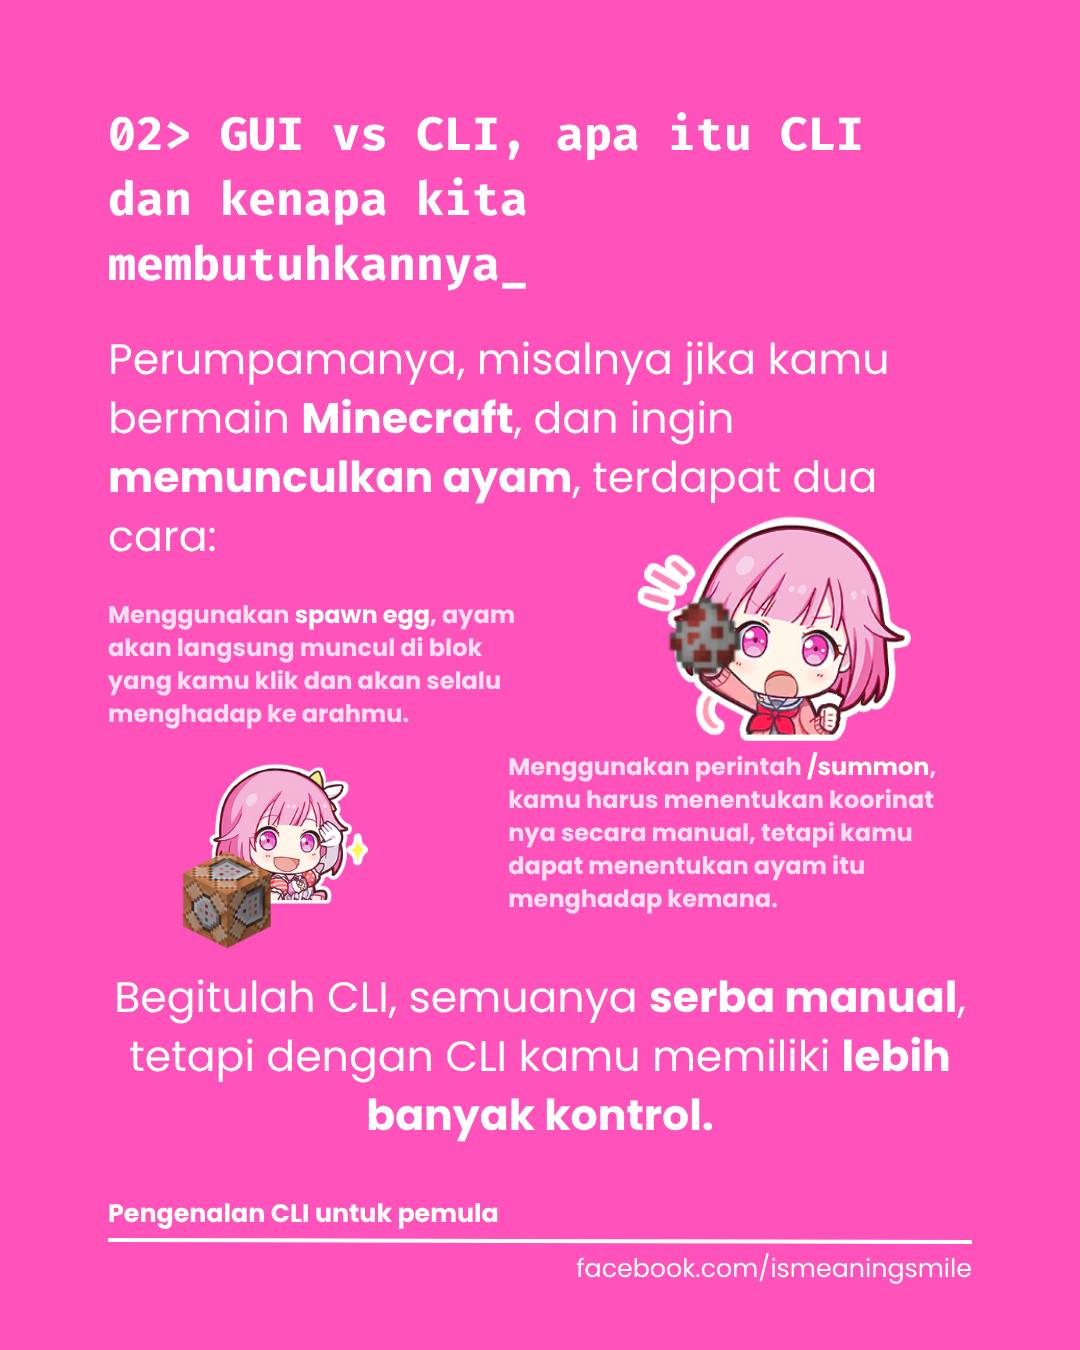 02> GUI vs CLI, apa itu CLI
dan kenapa kita
membutuhkannya_
Perumpamanya, misalnya jika kamu
bermain Minecraft, dan ingin
memunculkan ayam, terdapat dua
cara:
Menggunakan spawn egg, ayam
akan langsung muncul di blok
yang kamu klik dan akan selalu
menghadap ke arahmu.
Menggunakan perintah /summon,
kamu harus menentukan koorinat
nya secara manual, tetapi kamu
dapat menentukan ayam itu
menghadap kemana.
Begitulah CLI, semuanya serba manual,
tetapi dengan CLI kamu memiliki lebih
banyak kontrol.
Pengenalan CLI untuk pemula
facebook.com/ismeaningsmile